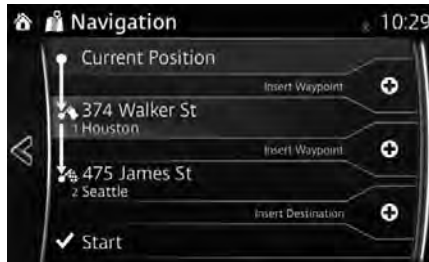 Navigation 10:29
Current Position
Insert Waypoint
374 Walker St
1 Houston
Insert Waypoint
475 James St
2 Seattle
Insert Destination
Start